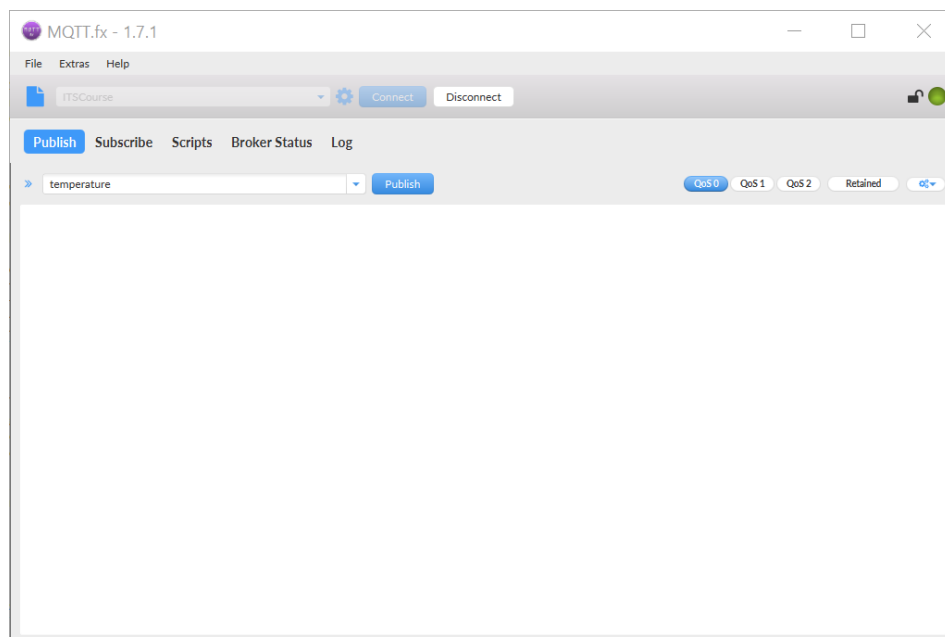 MQTT.fx - 1.7.1
File Extras Help
ITSCourse Connect Disconnect
Publish Subscribe Scripts Broker Status Log
temperature Publish QoS 0 QoS 1 QoS 2 Retained